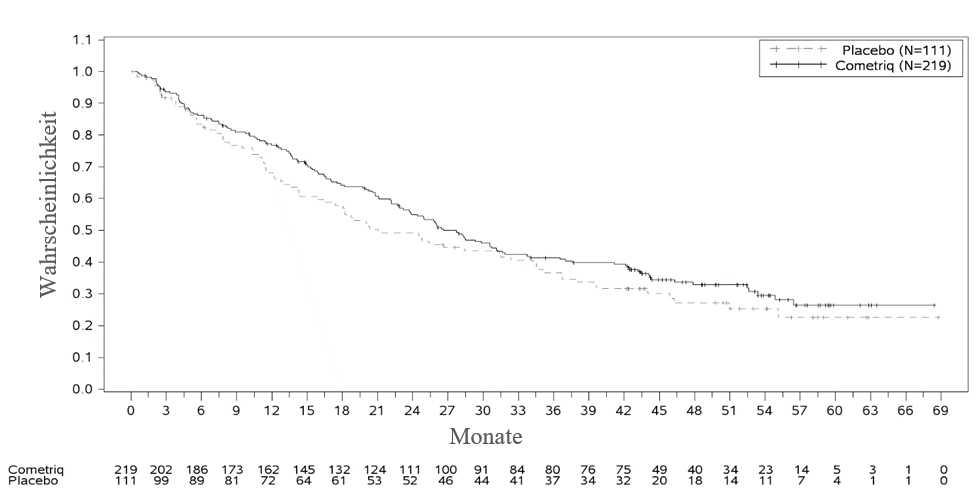 1.1
Placebo (N=111)
Cometriq (N=219)
1.0
0.9
0.8
0.7
0.6
0.5
0.4
0.3
0.2
0.1
0.0
Wahrscheinlichkeit
0 3 6 9 12 15 18 21 24 27 30 33 36 39 42 45 48 51 54 57 60 63 66 69
Monate
Cometriq 219 202 186 173 162 145 132 124 111 100 91 84 80 76 75 49 40 34 23 14 5 3 1 0
Placebo 111 99 89 81 72 64 61 53 52 46 44 41 37 34 32 20 18 14 11 7 4 1 1 0